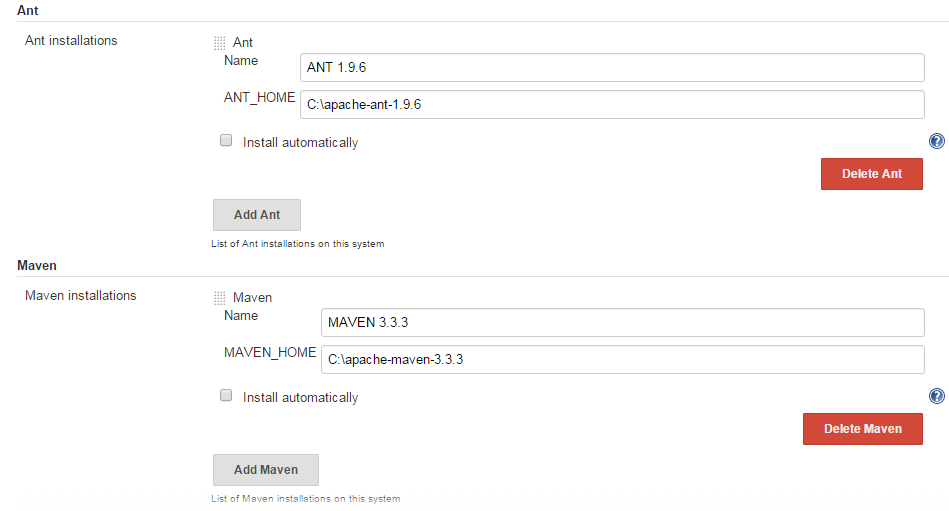 Ant
Ant installations
Ant
Name
ANT 1.9.6
ANT_HOME
C:\apache-ant-1.9.6
Install automatically
?
Delete Ant
Add Ant
List of Ant installations on this system
Maven
Maven installations
Maven
Name
MAVEN 3.3.3
MAVEN_HOME
C:\apache-maven-3.3.3
Install automatically
?
Delete Maven
Add Maven
List of Maven installations on this system